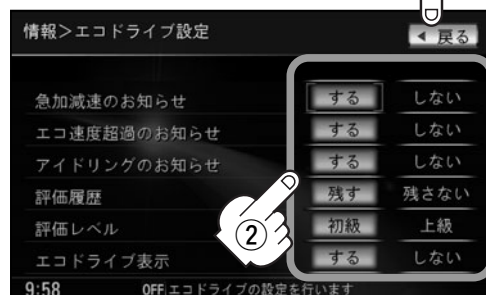 情報>エコドライブ設定 ◀ 戻る
急加減速のお知らせ する しない
エコ速度超過のお知らせ する しない
アイドリングのお知らせ する しない
評価履歴 残す 残さない
評価レベル 初級 上級
②
エコドライブ表示 する しない
9:58 OFF エコドライブの設定を行います